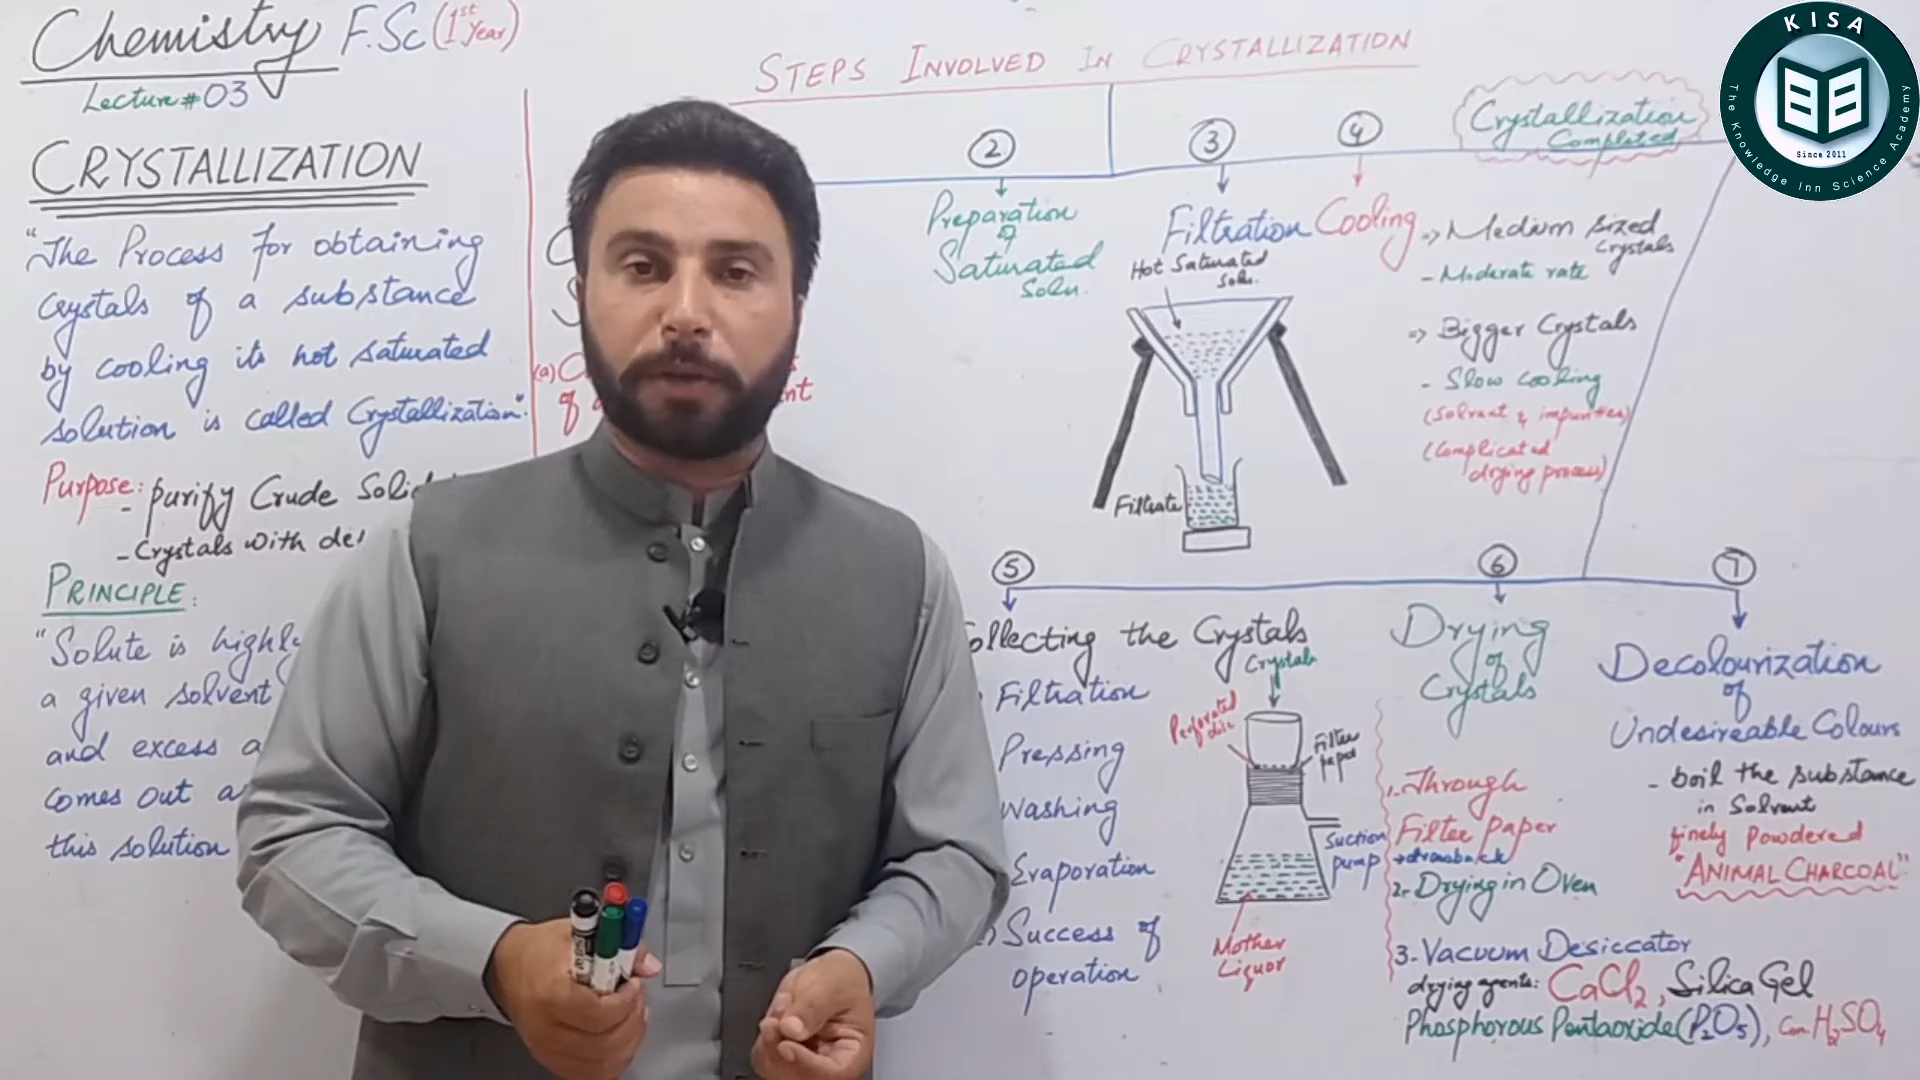 Chemistry F.Sc (1st Year)
Lecture # 03
CRYSTALLIZATION
"The Process for obtaining
Crystals of a substance
by cooling its hot saturated
solution is called Crystallization".
Purpose:
- purify Crude Solid
- Crystals with
PRINCIPLE:
"Solute is highly
a given solvent
and excess
comes out
this solution
(a)
of
STEPS INVOLVED IN CRYSTALLIZATION
2
Preparation
of
Saturated
Solu.
3
Filtration
Hot Saturated
Solu.
Filtrate
4
Cooling
=> Medium sized
Crystals
- Moderate rate
=> Bigger Crystals
- Slow cooling
(Solvent & impurities)
(Complicated
drying process)
Crystallization
Completed
5
ollecting the Crystals
Filtration
Pressing
Washing
Evaporation
Success of
operation
Crystals
Perforated
disc
Filter
paper
Suction
pump
Mother
Liquor
6
Drying
of
Crystals
1. Through
Filter paper
→ drawback
2- Drying in Oven
3. Vacuum Desiccator
drying agents: CaCl2, Silica Gel
Phosphorous Pentaoxide (P2O5), Con. H2SO4
7
Decolourization
of
Undesireable Colours
- boil the substance
in Solvent
finely powdered
"ANIMAL CHARCOAL"
KISA
The Knowledge Inn Science Academy
Since 2011